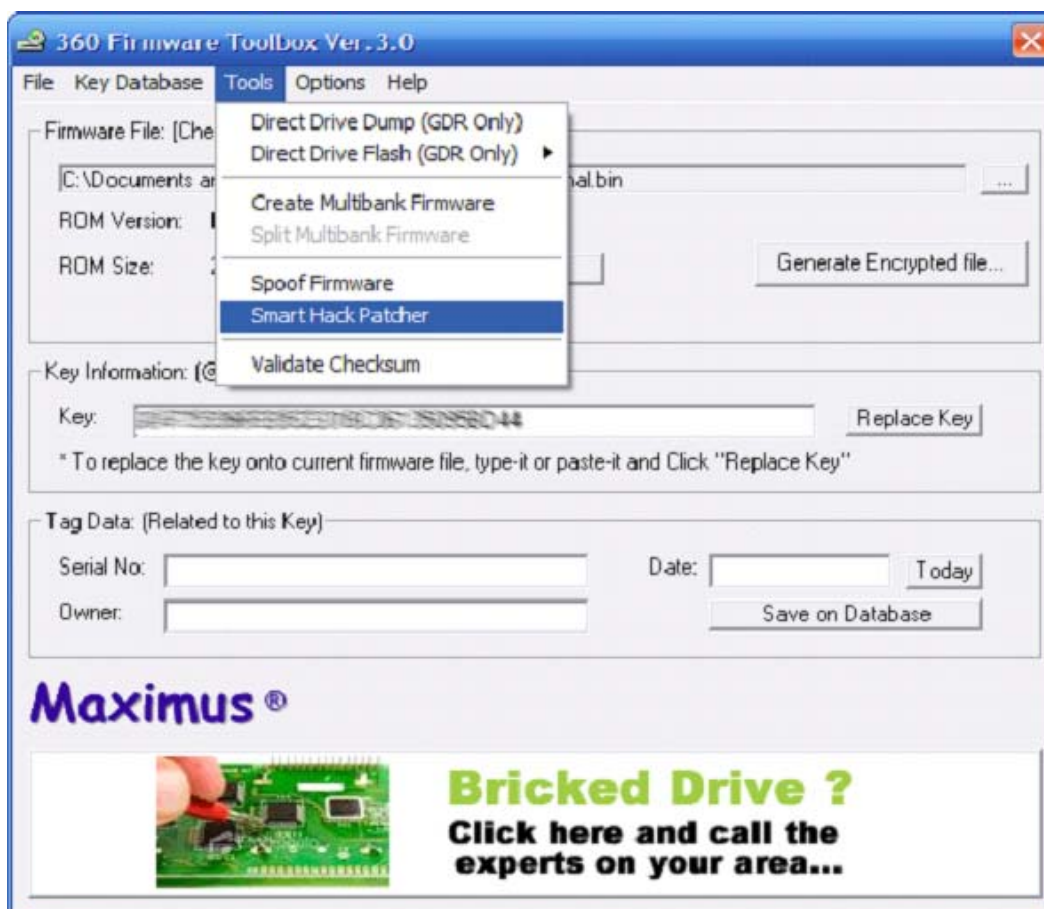 360 Firmware Toolbox Ver.3.0
File Key Database Tools Options Help
Direct Drive Dump (GDR Only)
Direct Drive Flash (GDR Only)
Create Multibank Firmware
Split Multibank Firmware
Spoof Firmware
Smart Hack Patcher
Validate Checksum
Firmware File: [Che
C:\Documents ar nal.bin ...
ROM Version:
ROM Size: Generate Encrypted file...
Key Information: (@
Key: Replace Key
* To replace the key onto current firmware file, type-it or paste-it and Click "Replace Key"
Tag Data: (Related to this Key)
Serial No: Date: Today
Owner: Save on Database
Maximus ®
Bricked Drive ?
Click here and call the
experts on your area...